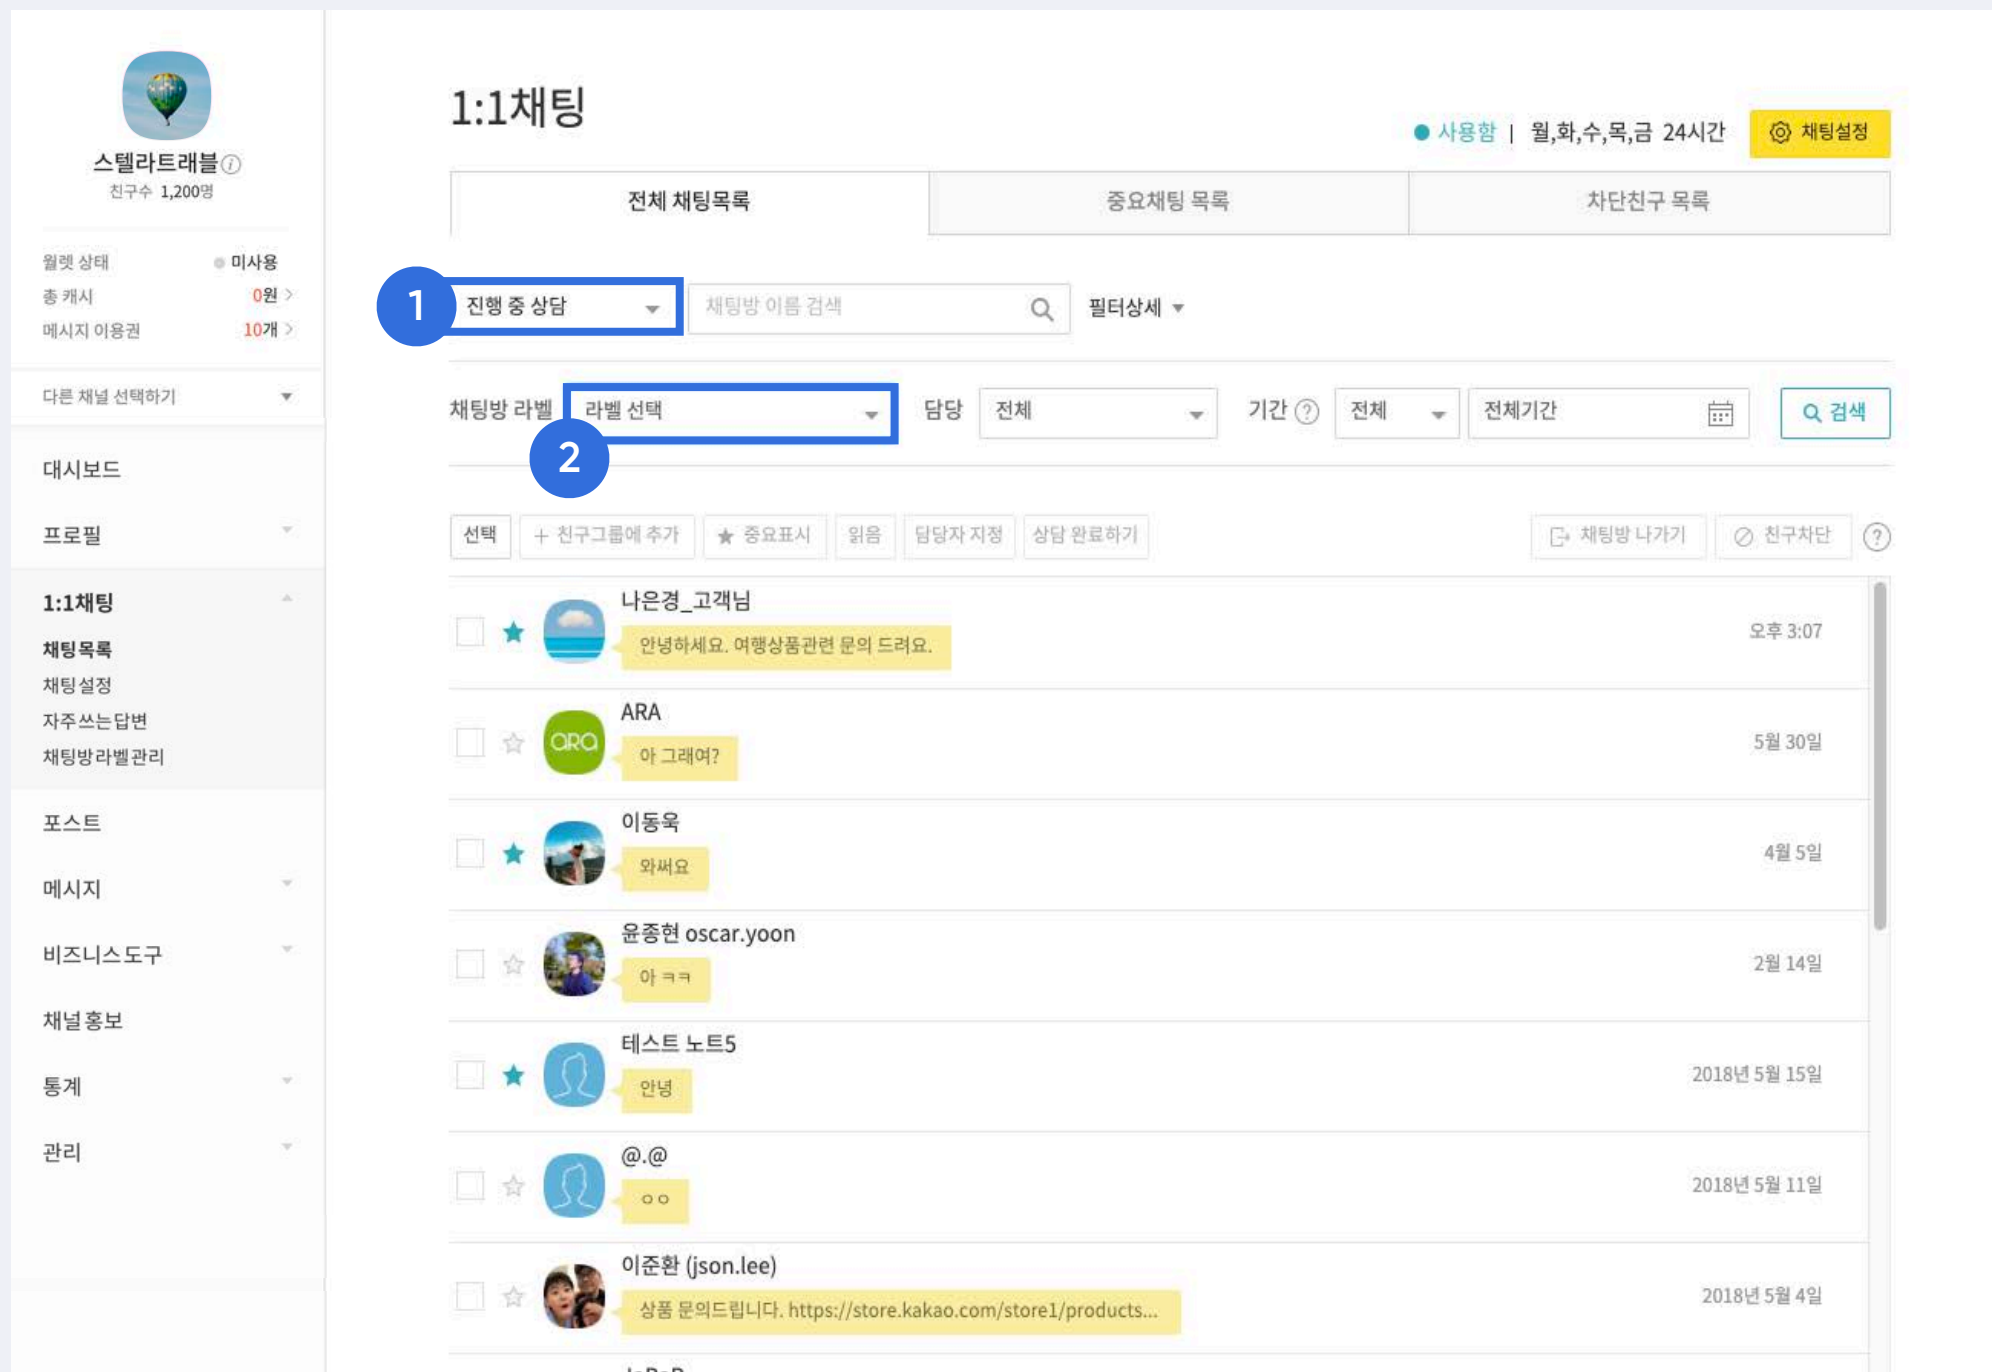 스텔라트래블
친구수 1,200명
월렛 상태 미사용
총 캐시 0원 >
메시지 이용권 10개 >
다른 채널 선택하기
대시보드
프로필
1:1채팅
채팅목록
채팅설정
자주쓰는답변
채팅방라벨관리
포스트
메시지
비즈니스도구
채널홍보
통계
관리
1:1채팅
사용함 | 월,화,수,목,금 24시간 채팅설정
전체 채팅목록 중요채팅 목록 차단친구 목록
1 진행 중 상담 채팅방 이름 검색 필터상세
채팅방 라벨 라벨 선택 담당 전체 기간 ? 전체 전체기간 검색
2
선택 + 친구그룹에 추가 ★ 중요표시 읽음 담당자 지정 상담 완료하기 채팅방 나가기 친구차단 ?
나은경_고객님
안녕하세요. 여행상품관련 문의 드려요.
오후 3:07
ARA
ara
아 그래여?
5월 30일
이동욱
와써요
4월 5일
윤종현 oscar.yoon
아 ㅋㅋ
2월 14일
테스트 노트5
안녕
2018년 5월 15일
@.@
ㅇㅇ
2018년 5월 11일
이준환 (json.lee)
상품 문의드립니다. https://store.kakao.com/store1/products...
2018년 5월 4일